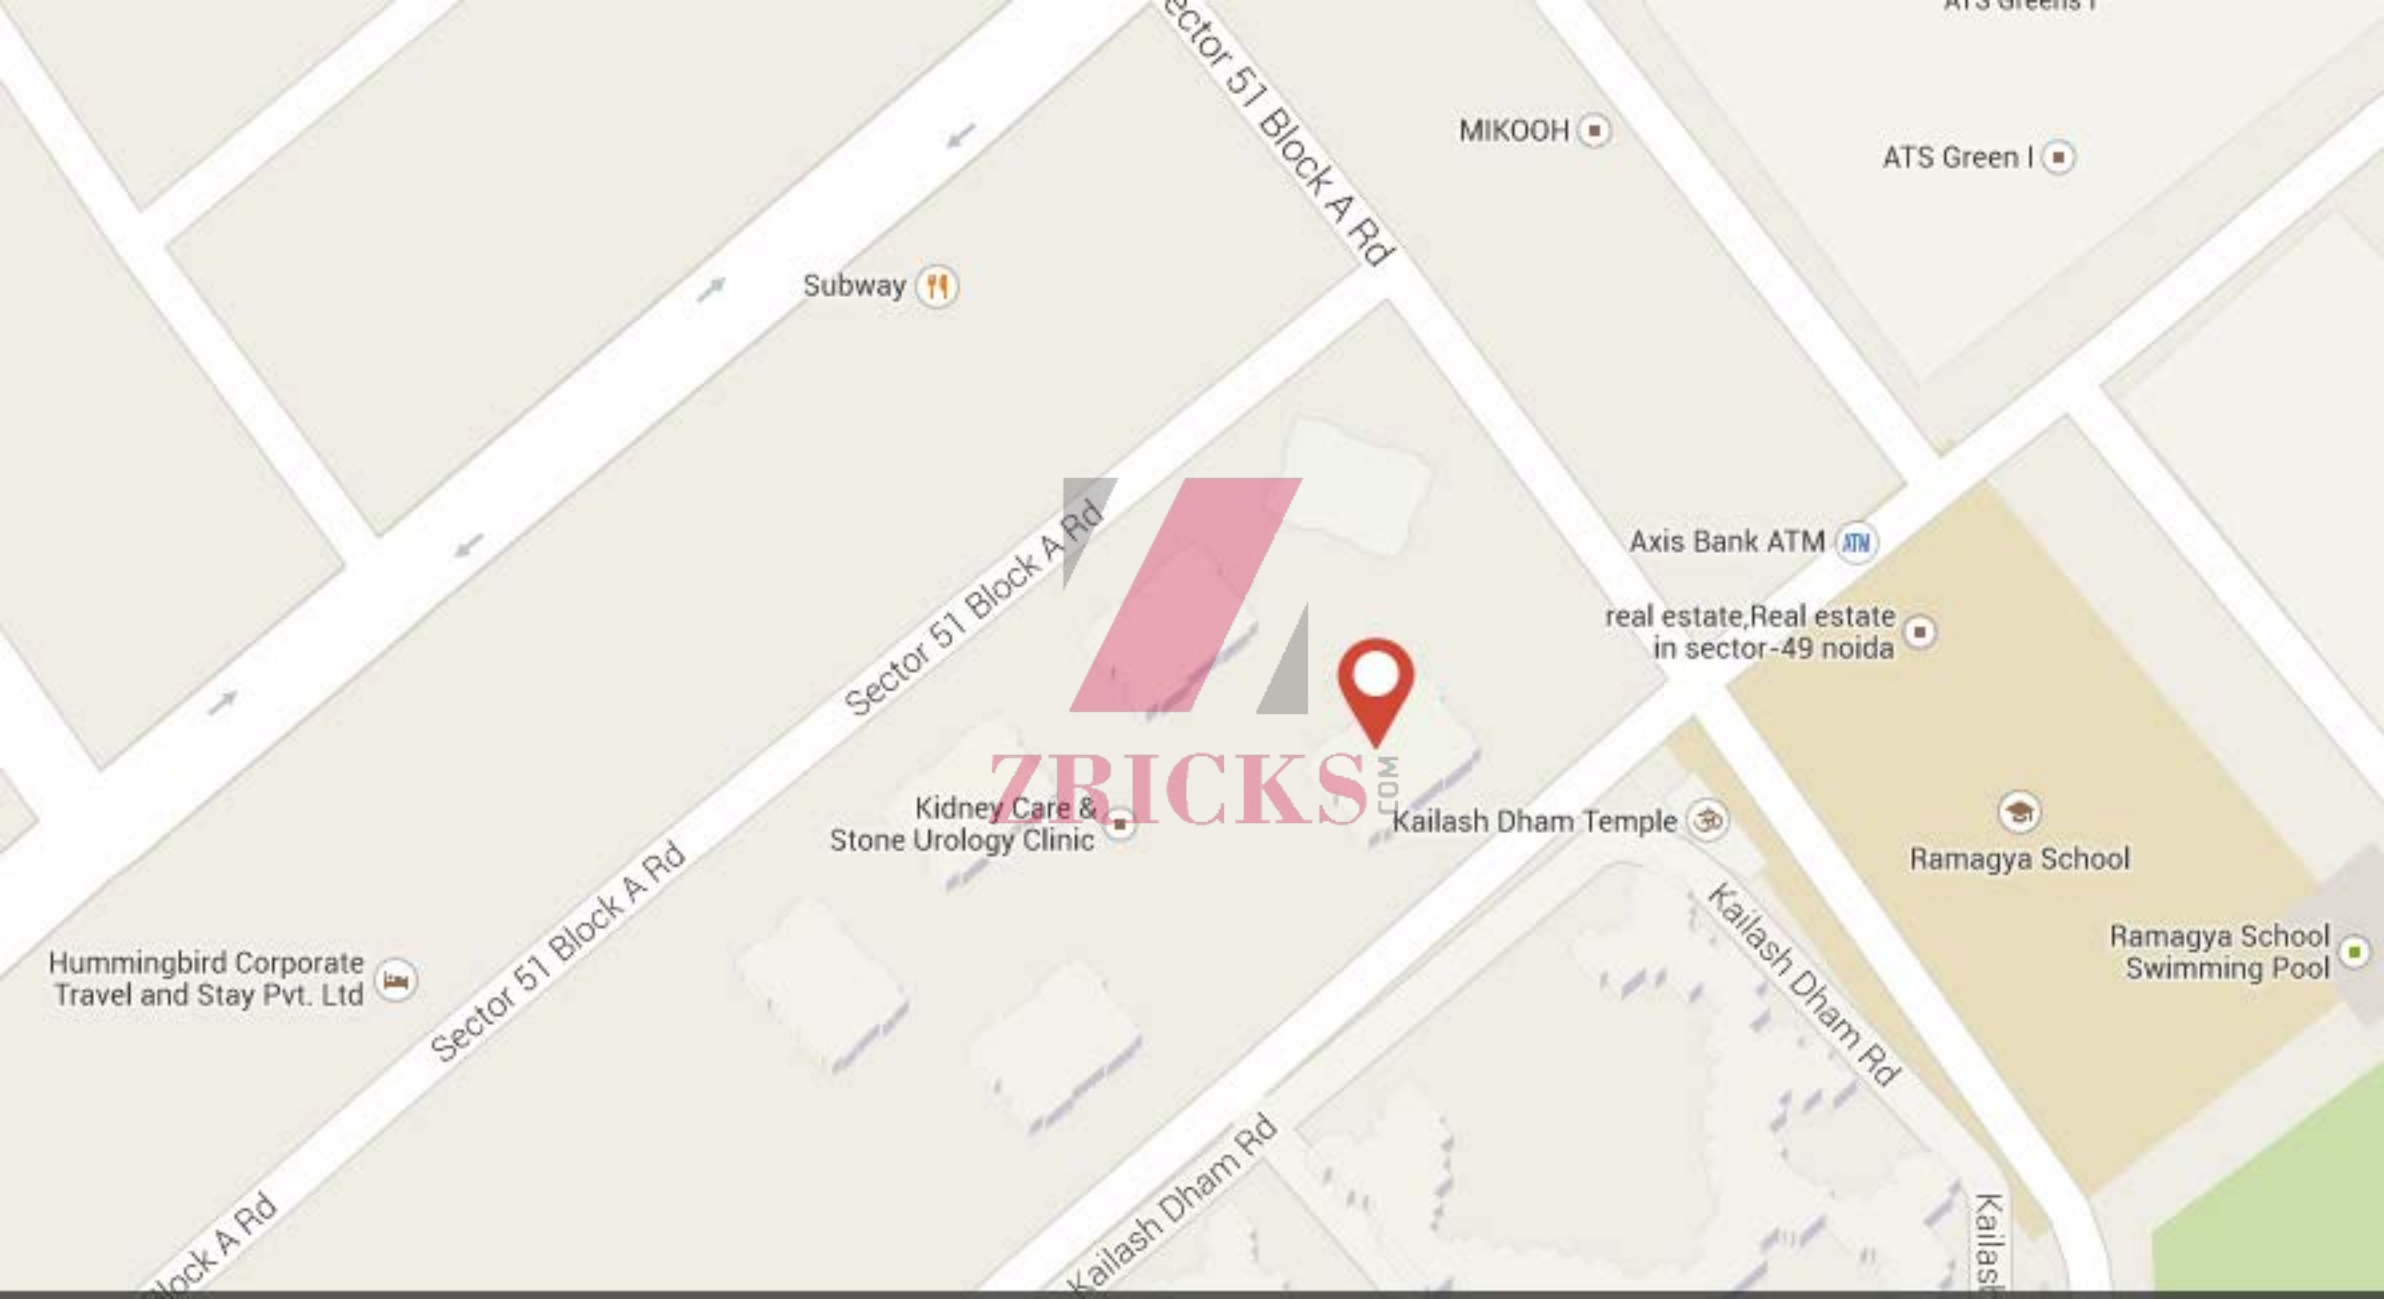 ATS Greens I
ector 51 Block A Rd
MIKOOH
ATS Green I
Subway
Sector 51 Block A Rd
Axis Bank ATM
ATM
real estate,Real estate
in sector-49 noida
ZRICKS
.COM
Kidney Care &
Stone Urology Clinic
Kailash Dham Temple
ॐ
Ramagya School
Sector 51 Block A Rd
Kailash Dham Rd
Ramagya School
Swimming Pool
Hummingbird Corporate
Travel and Stay Pvt. Ltd
Kailash Dham Rd
lock A Rd
Kailash